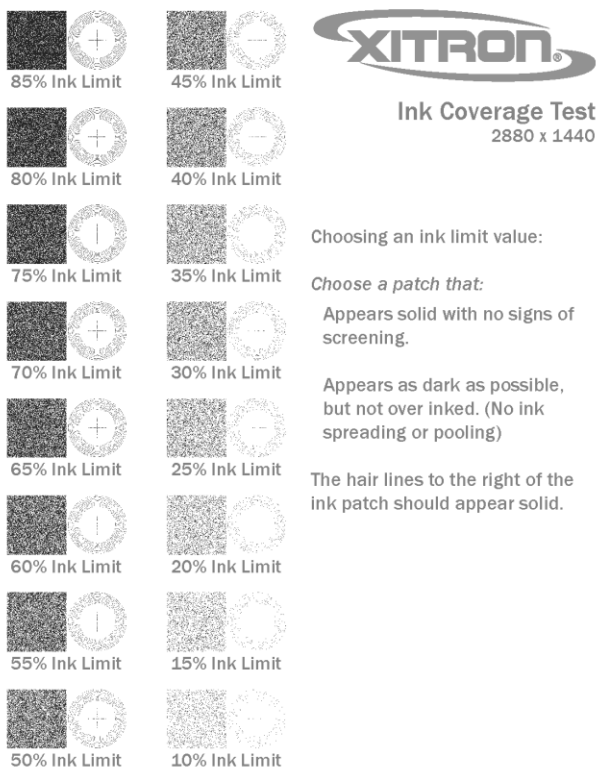 85% Ink Limit
80% Ink Limit
75% Ink Limit
70% Ink Limit
65% Ink Limit
60% Ink Limit
55% Ink Limit
50% Ink Limit
45% Ink Limit
40% Ink Limit
35% Ink Limit
30% Ink Limit
25% Ink Limit
20% Ink Limit
15% Ink Limit
10% Ink Limit
XITRON®
Ink Coverage Test
2880 x 1440
Choosing an ink limit value:
Choose a patch that:
Appears solid with no signs of
screening.
Appears as dark as possible,
but not over inked. (No ink
spreading or pooling)
The hair lines to the right of the
ink patch should appear solid.